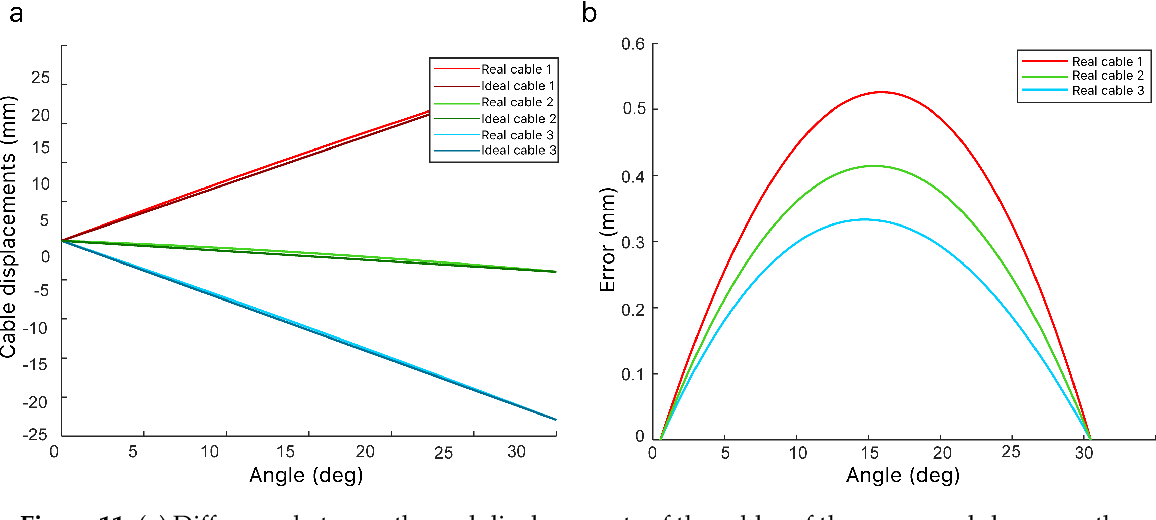 a
Cable displacements (mm)
25
20
15
10
5
0
-5
-10
-15
-20
-25
0
5
10
15
20
25
30
Angle (deg)
Real cable 1
Ideal cable 1
Real cable 2
Ideal cable 2
Real cable 3
Ideal cable 3
b
Error (mm)
0.6
0.5
0.4
0.3
0.2
0.1
0
0
5
10
15
20
25
30
Angle (deg)
Real cable 1
Real cable 2
Real cable 3